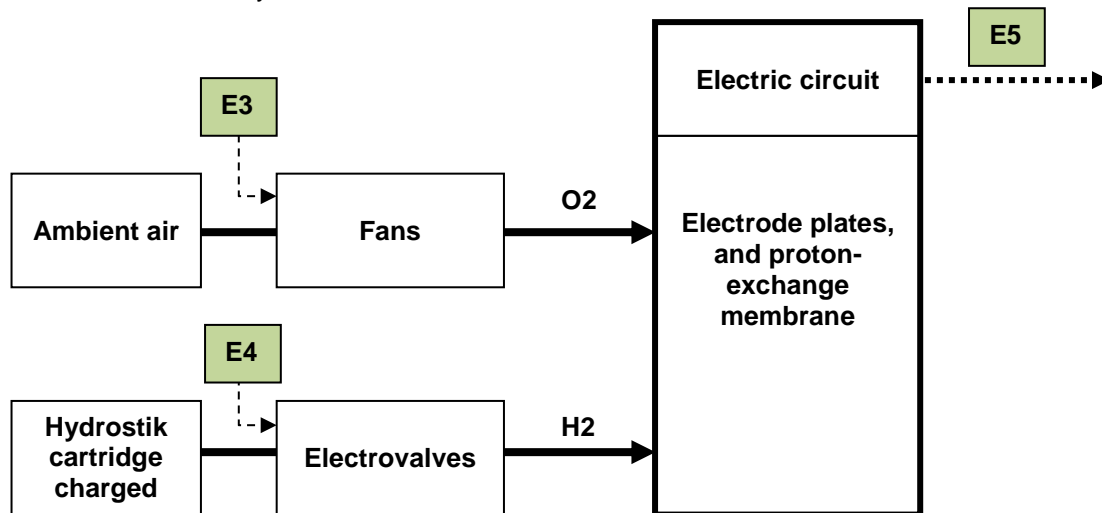 E5
Electric circuit
E3
O2
Ambient air
Fans
Electrode plates,
and proton-
exchange
membrane
E4
H2
Hydrostik
cartridge
charged
Electrovalves